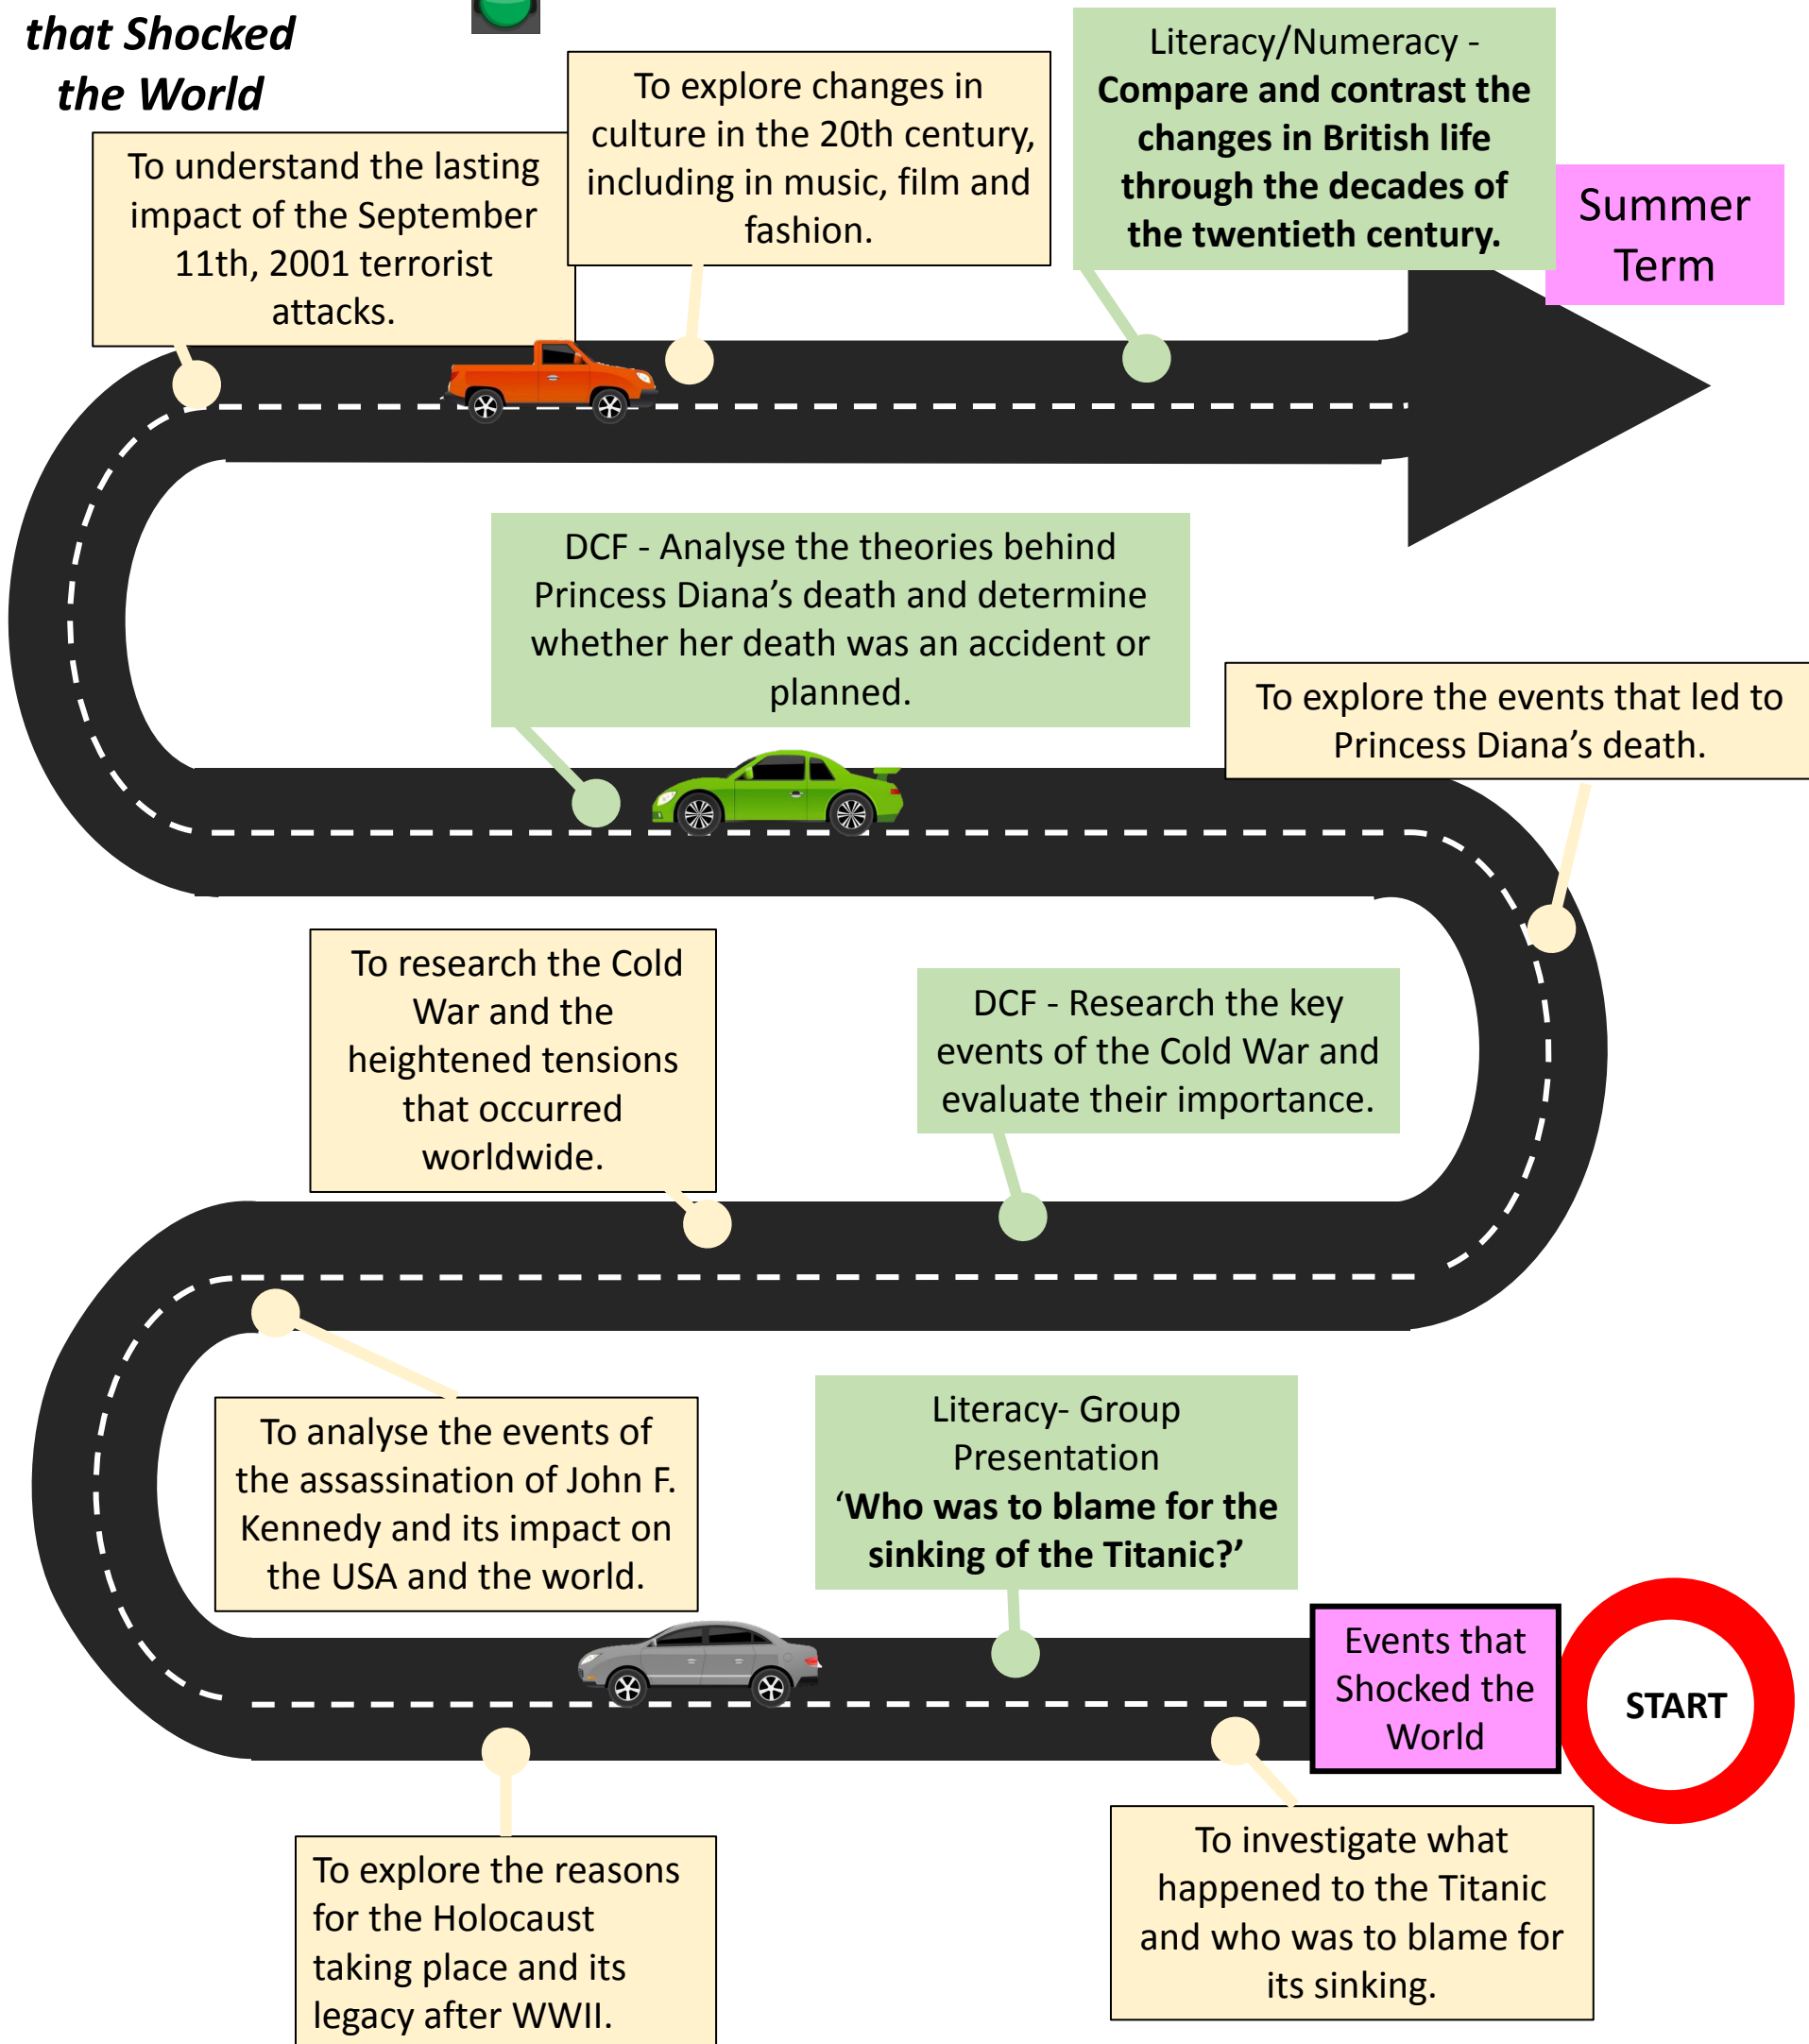 that Shocked
the World
To understand the lasting
impact of the September
11th, 2001 terrorist
attacks.
To explore changes in
culture in the 20th century,
including in music, film and
fashion.
Literacy/Numeracy -
Compare and contrast the
changes in British life
through the decades of
the twentieth century.
Summer
Term
DCF - Analyse the theories behind
Princess Diana’s death and determine
whether her death was an accident or
planned.
To explore the events that led to
Princess Diana’s death.
To research the Cold
War and the
heightened tensions
that occurred
worldwide.
DCF - Research the key
events of the Cold War and
evaluate their importance.
To analyse the events of
the assassination of John F.
Kennedy and its impact on
the USA and the world.
Literacy- Group
Presentation
‘Who was to blame for the
sinking of the Titanic?’
Events that
Shocked the
World
START
To explore the reasons
for the Holocaust
taking place and its
legacy after WWII.
To investigate what
happened to the Titanic
and who was to blame for
its sinking.